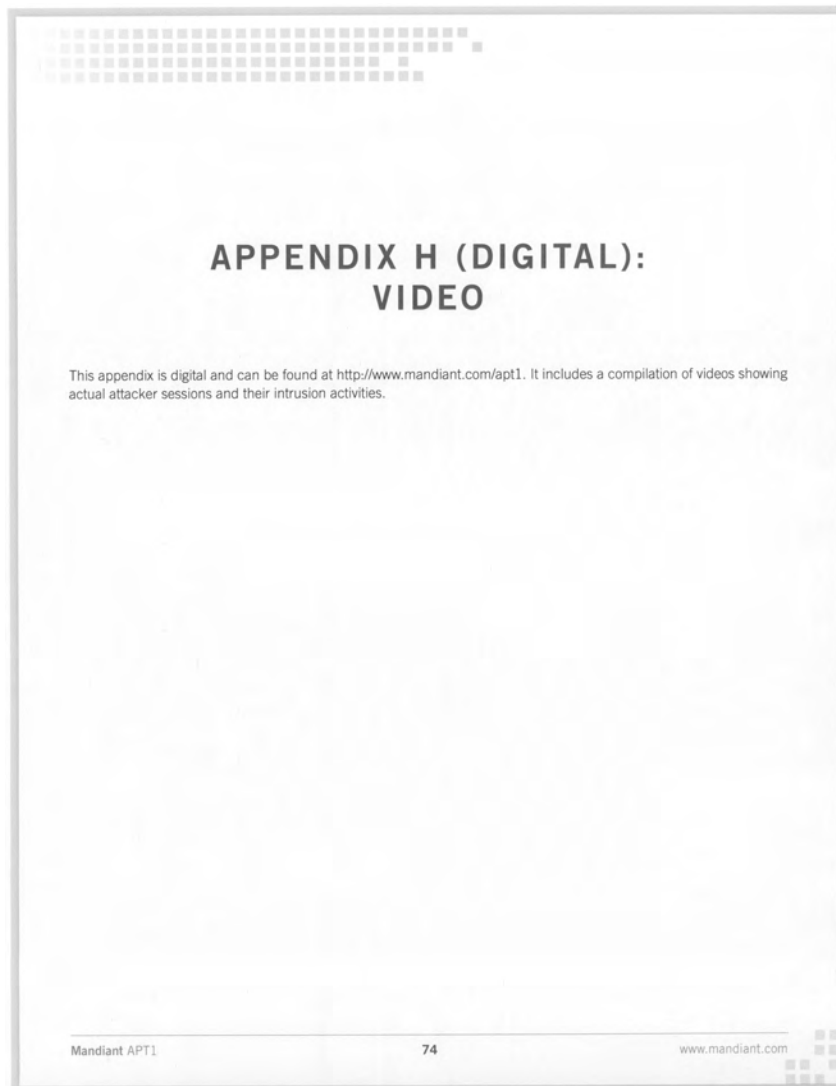 APPENDIX H (DIGITAL):
VIDEO
This appendix is digital and can be found at http://www.mandiant.com/apt1. It includes a compilation of videos showing
actual attacker sessions and their intrusion activities.
Mandiant APT1
74
www.mandiant.com